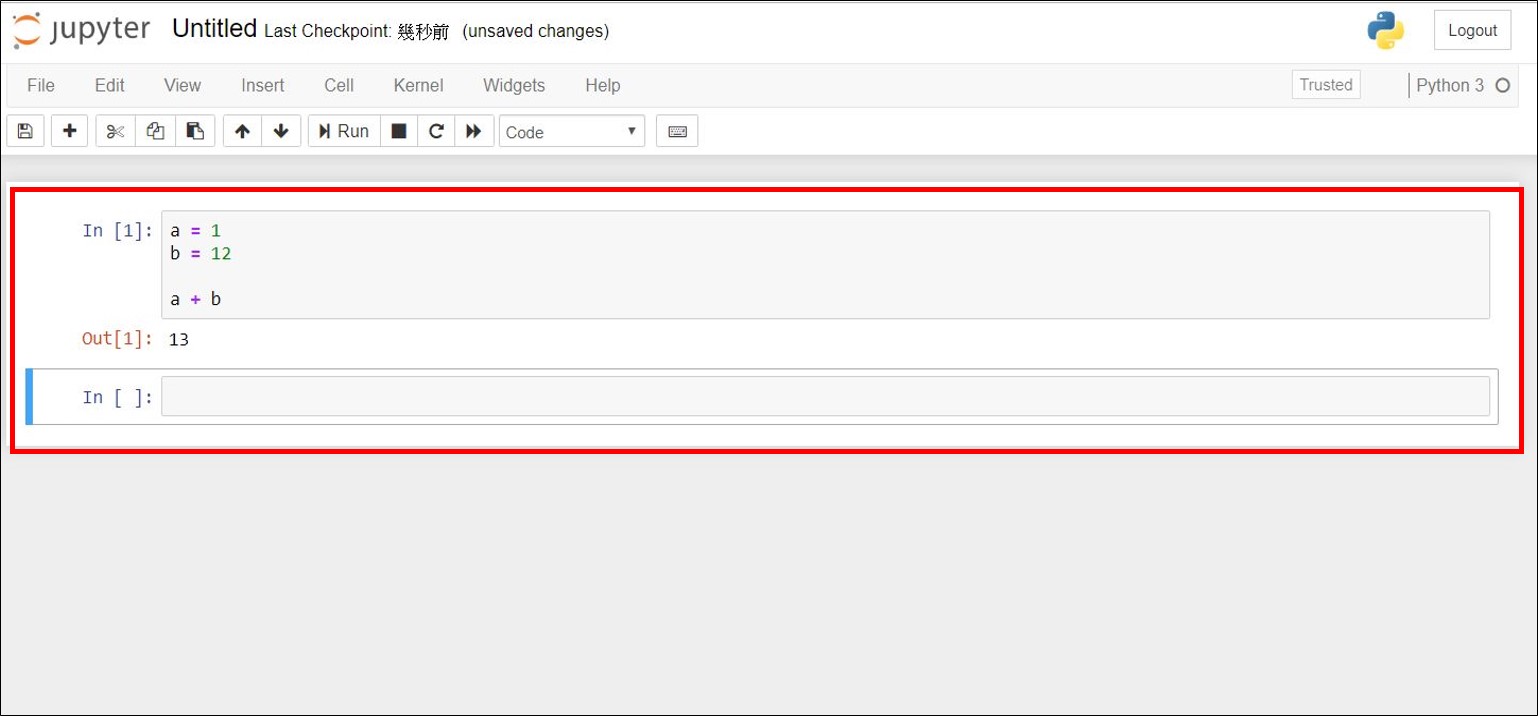 jupyter Untitled Last Checkpoint: 幾秒前 (unsaved changes) Logout
File Edit View Insert Cell Kernel Widgets Help Trusted Python 3
Run Code
In [1]: a = 1
b = 12
a + b
Out[1]: 13
In [ ]: